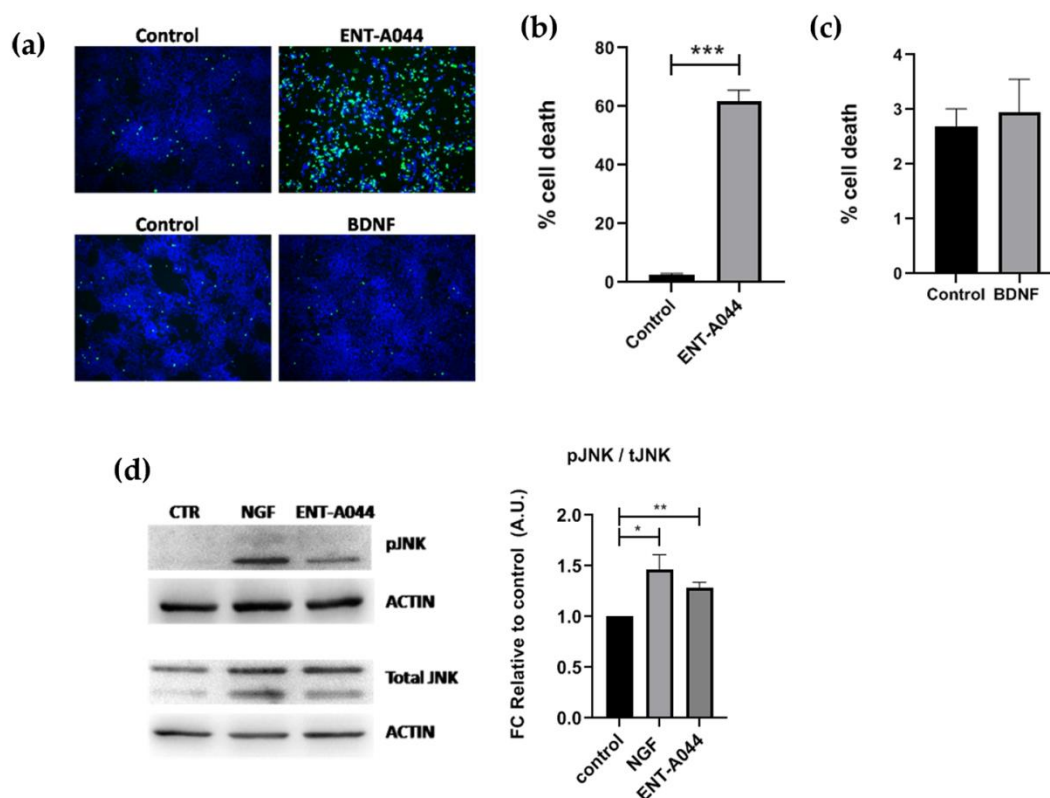 (a)
Control
ENT-A044
Control
BDNF
(b)
% cell death
80
60
40
20
0
***
Control
ENT-A044
(c)
% cell death
4
3
2
1
0
Control
BDNF
(d)
CTR
NGF
ENT-A044
pJNK
ACTIN
Total JNK
ACTIN
pJNK / tJNK
FC Relative to control (A.U.)
2.0
1.5
1.0
0.5
0.0
**
*
control
NGF
ENT-A044